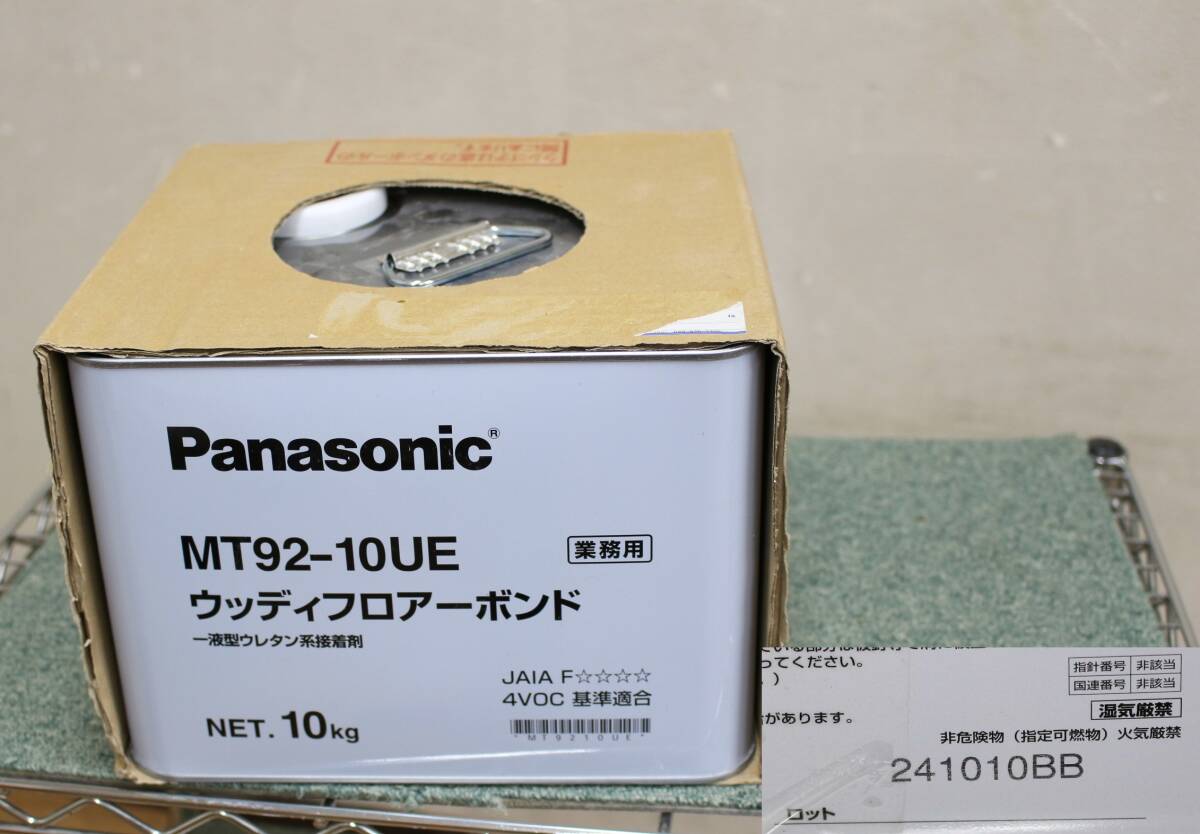 Panasonic®
MT92-10UE
業務用
ウッディフロアーボンド
一液型ウレタン系接着剤
JAIA F☆☆☆☆
4VOC 基準適合
NET. 10kg
*MT9210UE*
ってください。
指針番号 非該当
国連番号 非該当
湿気厳禁
があります。
非危険物（指定可燃物）火気厳禁
241010BB
ロット